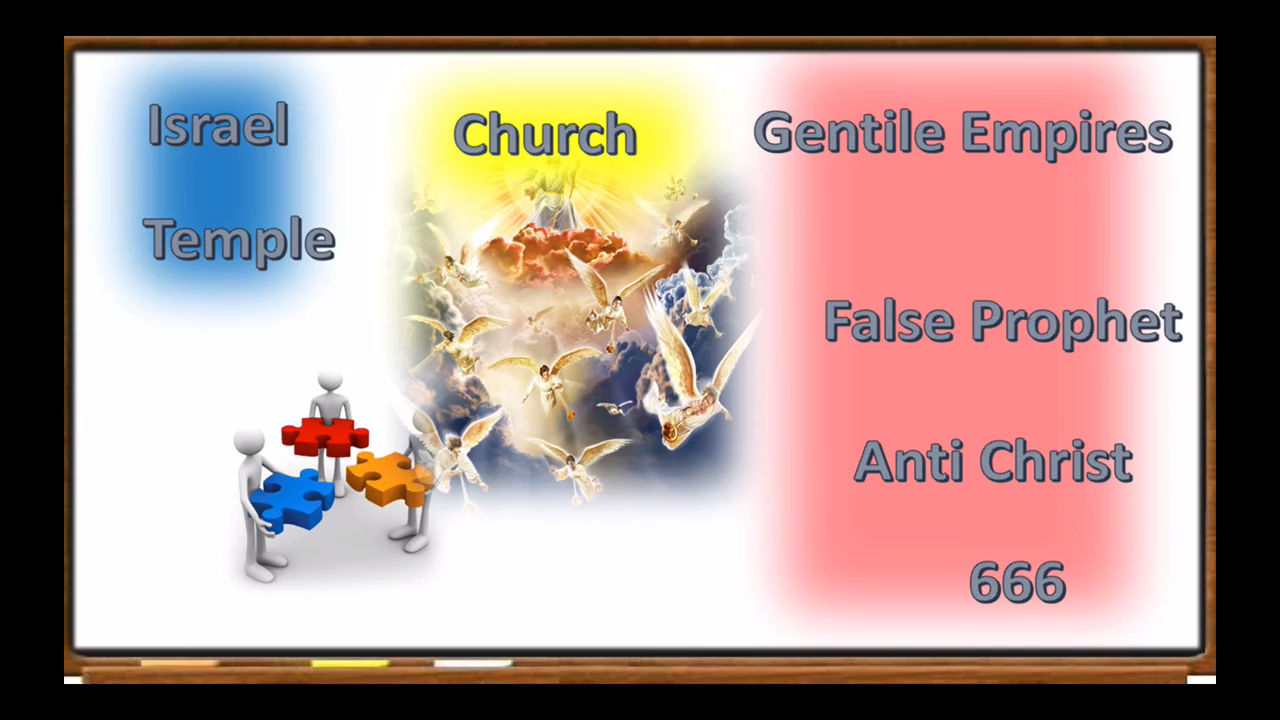 Israel
Temple
Church
Gentile Empires
False Prophet
Anti Christ
666